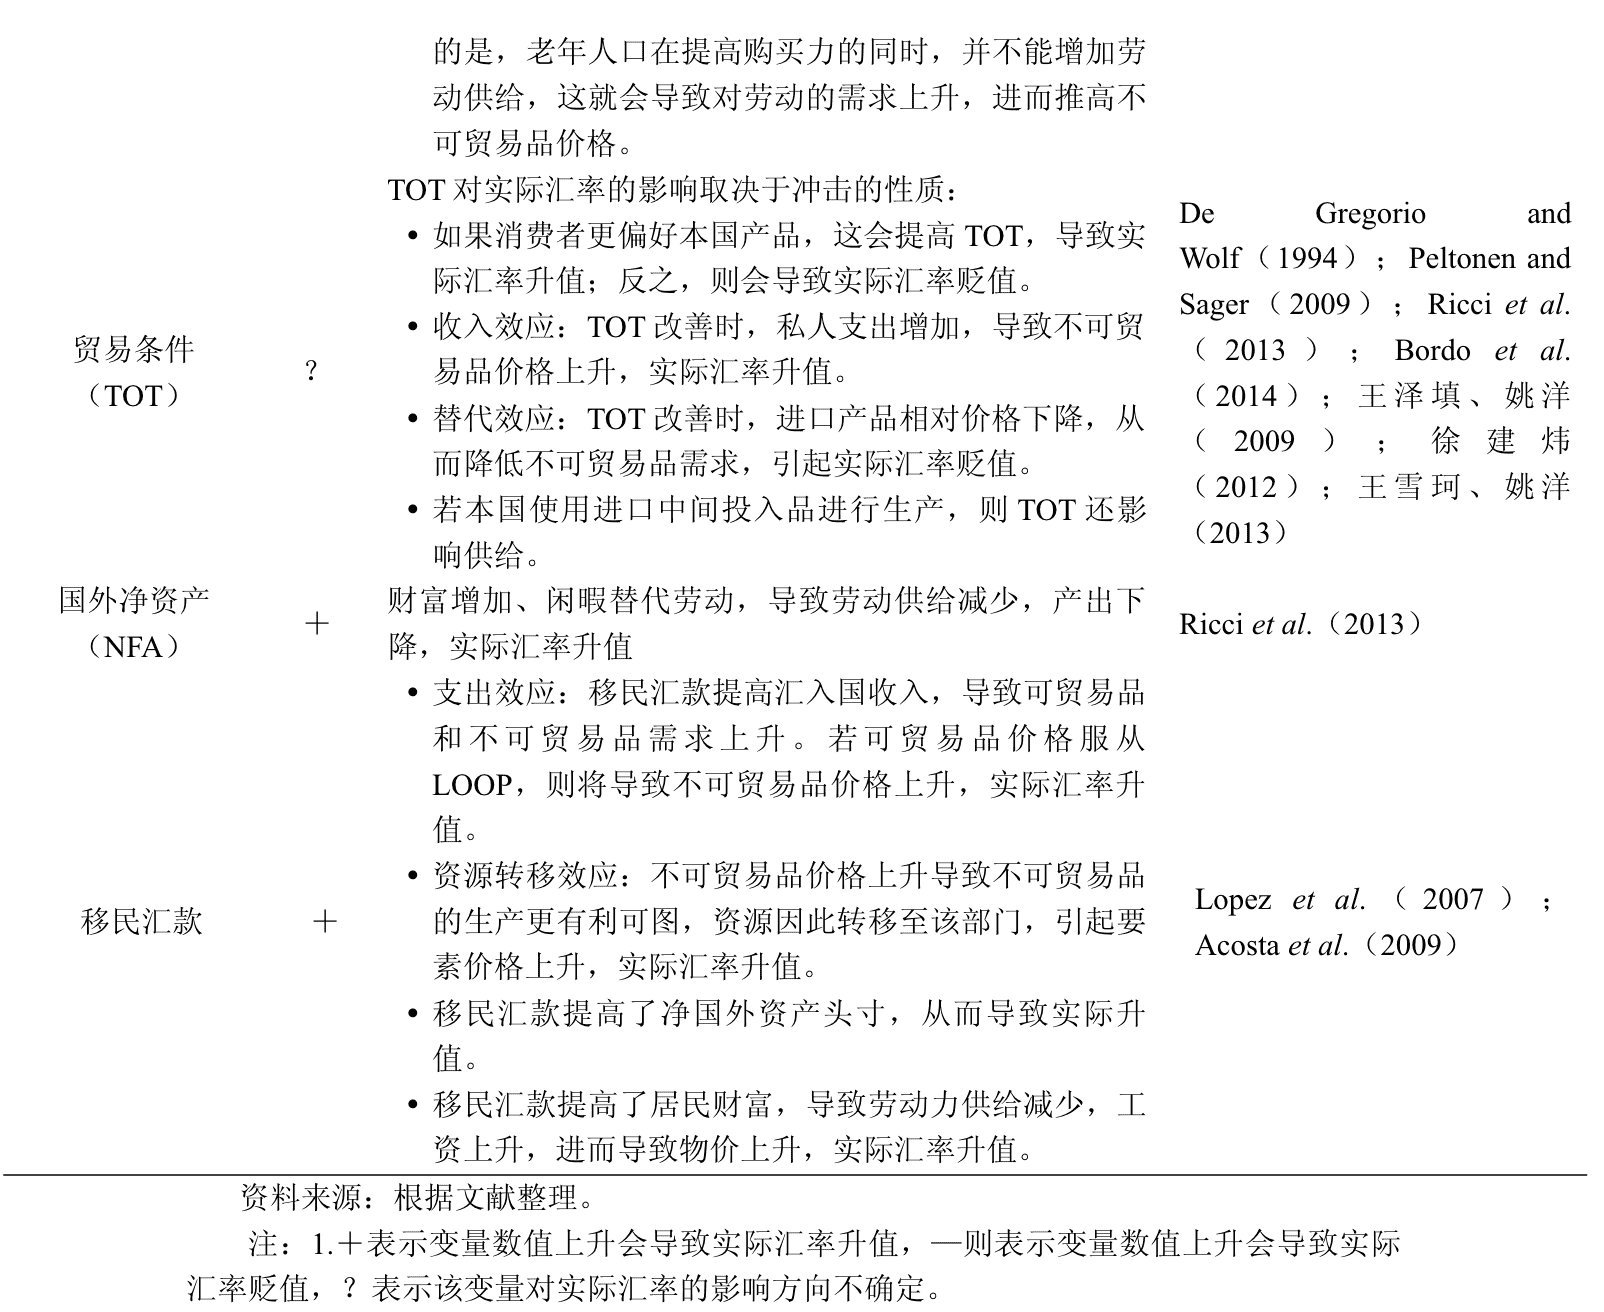 的是，老年人口在提高购买力的同时，并不能增加劳
动供给，这就会导致对劳动的需求上升，进而推高不
可贸易品价格。
贸易条件
（TOT）
？
TOT 对实际汇率的影响取决于冲击的性质：
• 如果消费者更偏好本国产品，这会提高 TOT，导致实
际汇率升值；反之，则会导致实际汇率贬值。
• 收入效应：TOT 改善时，私人支出增加，导致不可贸
易品价格上升，实际汇率升值。
• 替代效应：TOT 改善时，进口产品相对价格下降，从
而降低不可贸易品需求，引起实际汇率贬值。
• 若本国使用进口中间投入品进行生产，则 TOT 还影
响供给。
De Gregorio and
Wolf（1994）；Peltonen and
Sager（2009）；Ricci et al.
（2013）；Bordo et al.
（2014）；王泽填、姚洋
（2009）；徐建炜
（2012）；王雪珂、姚洋
（2013）
国外净资产
（NFA）
＋
财富增加、闲暇替代劳动，导致劳动供给减少，产出下
降，实际汇率升值
Ricci et al.（2013）
移民汇款
＋
• 支出效应：移民汇款提高汇入国收入，导致可贸易品
和不可贸易品需求上升。若可贸易品价格服从
LOOP，则将导致不可贸易品价格上升，实际汇率升
值。
• 资源转移效应：不可贸易品价格上升导致不可贸易品
的生产更有利可图，资源因此转移至该部门，引起要
素价格上升，实际汇率升值。
• 移民汇款提高了净国外资产头寸，从而导致实际升
值。
• 移民汇款提高了居民财富，导致劳动力供给减少，工
资上升，进而导致物价上升，实际汇率升值。
Lopez et al.（2007）；
Acosta et al.（2009）
资料来源：根据文献整理。
注：1.＋表示变量数值上升会导致实际汇率升值，—则表示变量数值上升会导致实际
汇率贬值，？表示该变量对实际汇率的影响方向不确定。